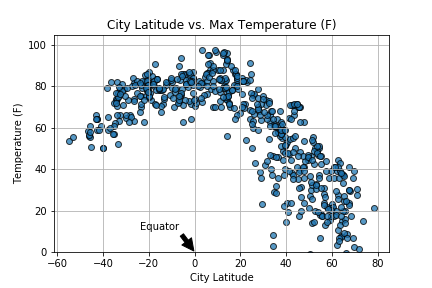 City Latitude vs. Max Temperature (F)
100
80
60
40
20
0
Temperature (F)
Equator
−60 −40 −20 0 20 40 60 80
City Latitude